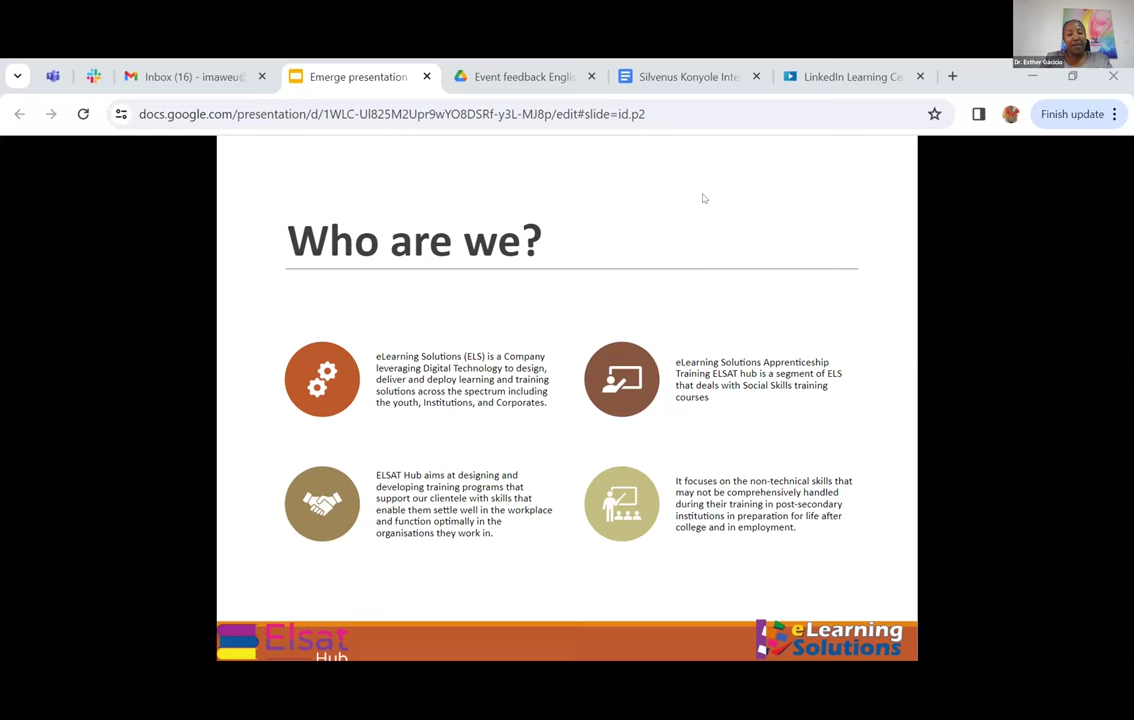 Dr. Esther Gacicio
Inbox (16) - imaweu@
Emerge presentation
Event feedback Englis
Silvenus Konyole Inte
LinkedIn Learning Ce
docs.google.com/presentation/d/1WLC-Ul825M2Upr9wYO8DSRf-y3L-MJ8p/edit#slide=id.p2
Finish update
Who are we?
eLearning Solutions (ELS) is a Company
leveraging Digital Technology to design,
deliver and deploy learning and training
solutions across the spectrum including
the youth, Institutions, and Corporates.
eLearning Solutions Apprenticeship
Training ELSAT hub is a segment of ELS
that deals with Social Skills training
courses
ELSAT Hub aims at designing and
developing training programs that
support our clientele with skills that
enable them settle well in the workplace
and function optimally in the
organisations they work in.
It focuses on the non-technical skills that
may not be comprehensively handled
during their training in post-secondary
institutions in preparation for life after
college and in employment.
Elsat
Hub
eLearning
Solutions